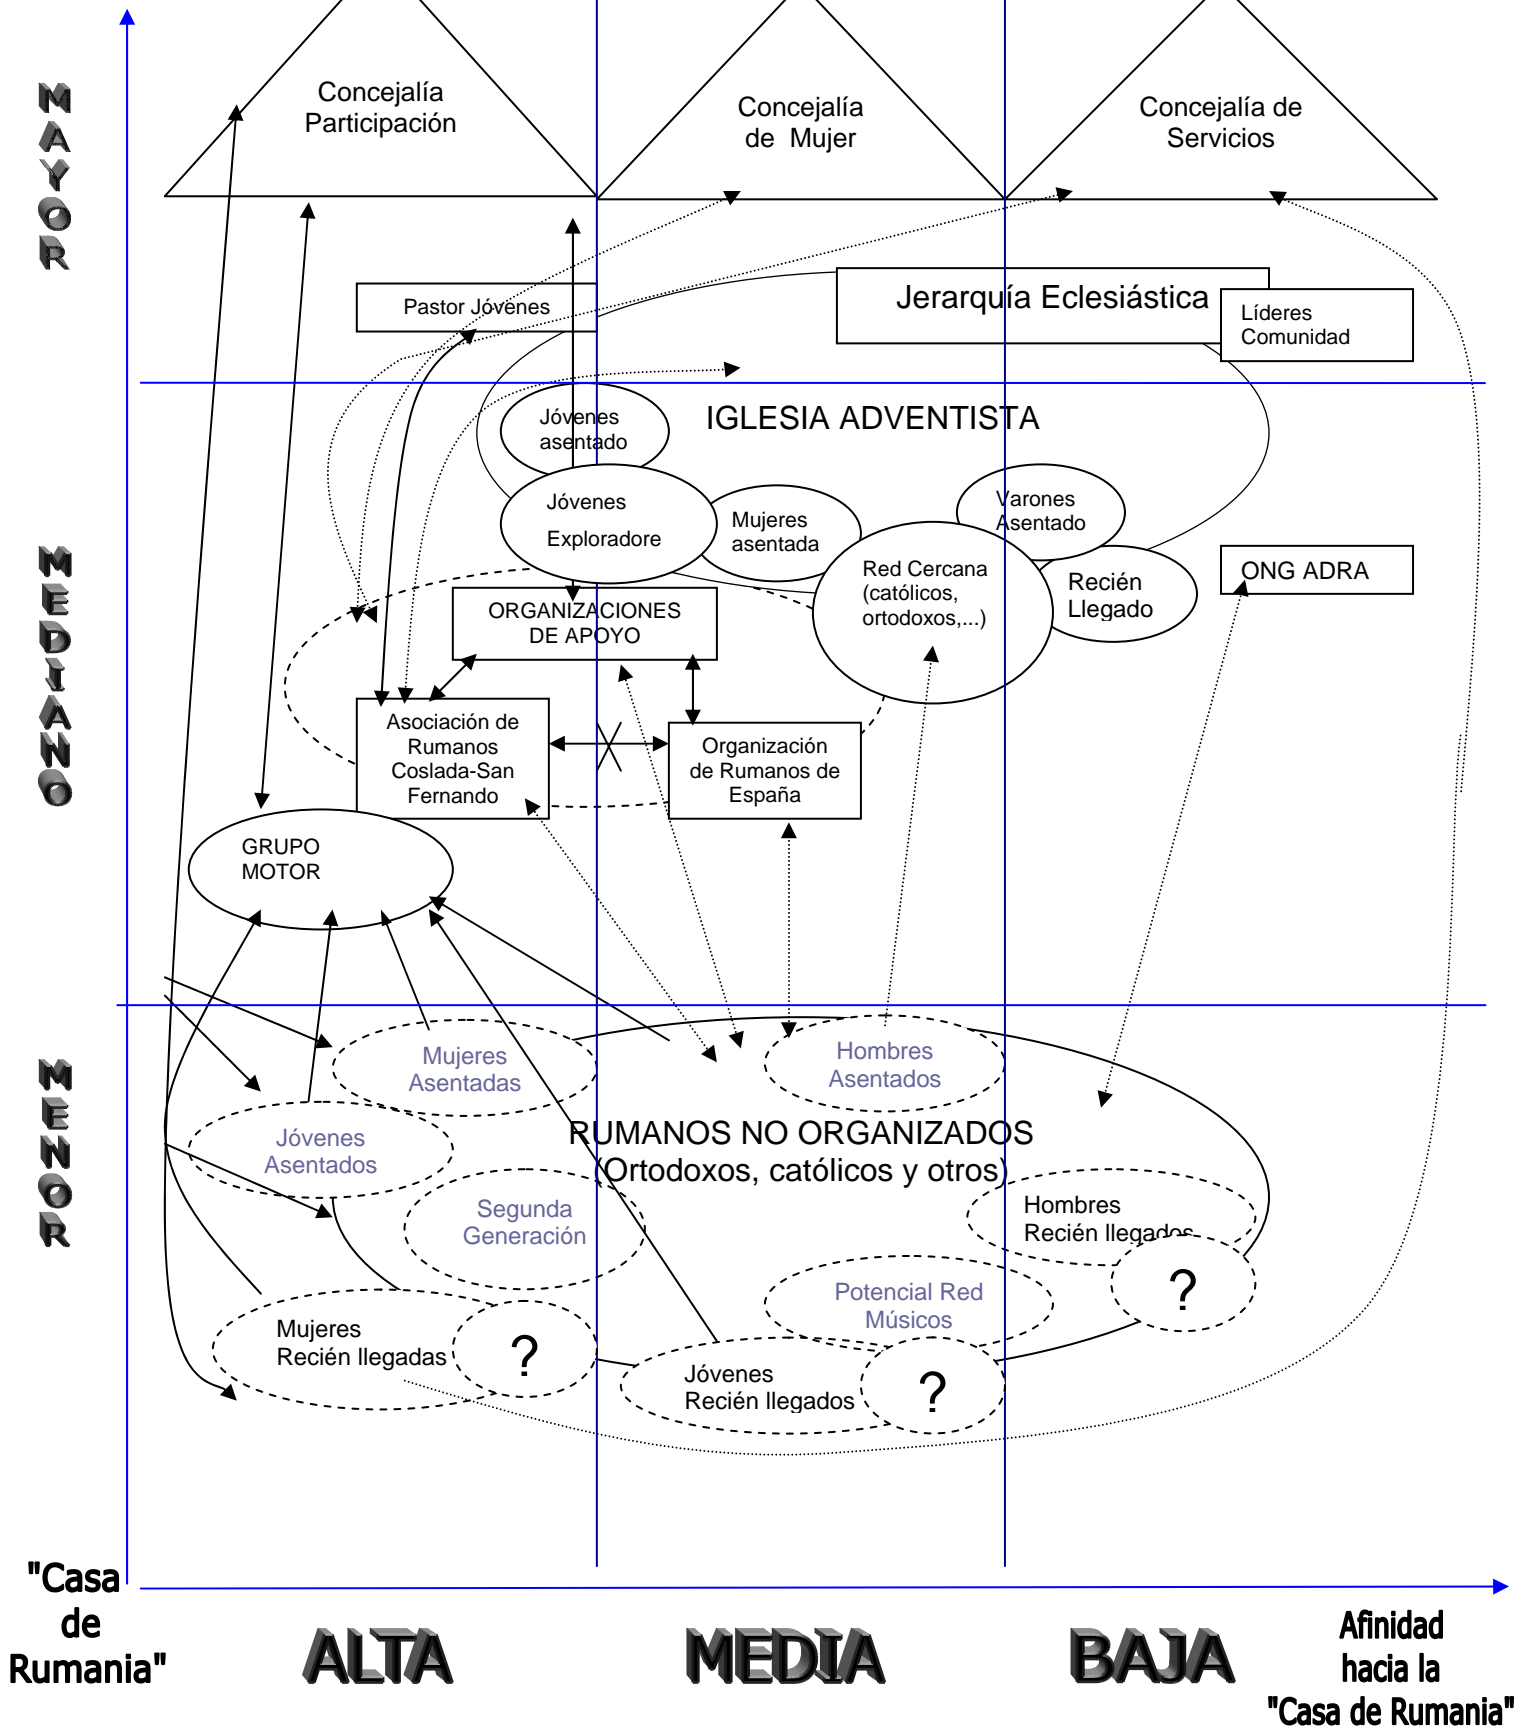 MAYOR
Concejalía
Participación
Concejalía
de Mujer
Concejalía de
Servicios
Pastor Jóvenes
Jerarquía Eclesiástica
Líderes
Comunidad
MEDIANO
Jóvenes
asentado
IGLESIA ADVENTISTA
Jóvenes
Exploradore
Mujeres
asentada
Varones
Asentado
Red Cercana
(católicos,
ortodoxos,...)
Recién
Llegado
ONG ADRA
ORGANIZACIONES
DE APOYO
Asociación de
Rumanos
Coslada-San
Fernando
Organización
de Rumanos de
España
GRUPO
MOTOR
MENOR
Mujeres
Asentadas
Hombres
Asentados
Jóvenes
Asentados
RUMANOS NO ORGANIZADOS
(Ortodoxos, católicos y otros)
Segunda
Generación
Hombres
Recién llegados
?
Potencial Red
Músicos
Mujeres
Recién llegadas
?
Jóvenes
Recién llegados
?
"Casa
de
Rumania"
ALTA
MEDIA
BAJA
Afinidad
hacia la
"Casa de Rumania"